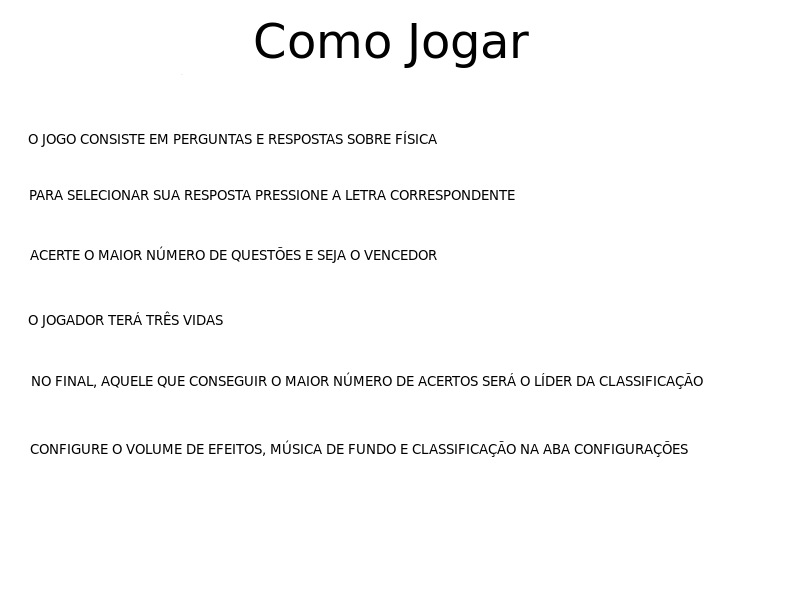 Como Jogar
O JOGO CONSISTE EM PERGUNTAS E RESPOSTAS SOBRE FÍSICA
PARA SELECIONAR SUA RESPOSTA PRESSIONE A LETRA CORRESPONDENTE
ACERTE O MAIOR NÚMERO DE QUESTÕES E SEJA O VENCEDOR
O JOGADOR TERÁ TRÊS VIDAS
NO FINAL, AQUELE QUE CONSEGUIR O MAIOR NÚMERO DE ACERTOS SERÁ O LÍDER DA CLASSIFICAÇÃO
CONFIGURE O VOLUME DE EFEITOS, MÚSICA DE FUNDO E CLASSIFICAÇÃO NA ABA CONFIGURAÇÕES